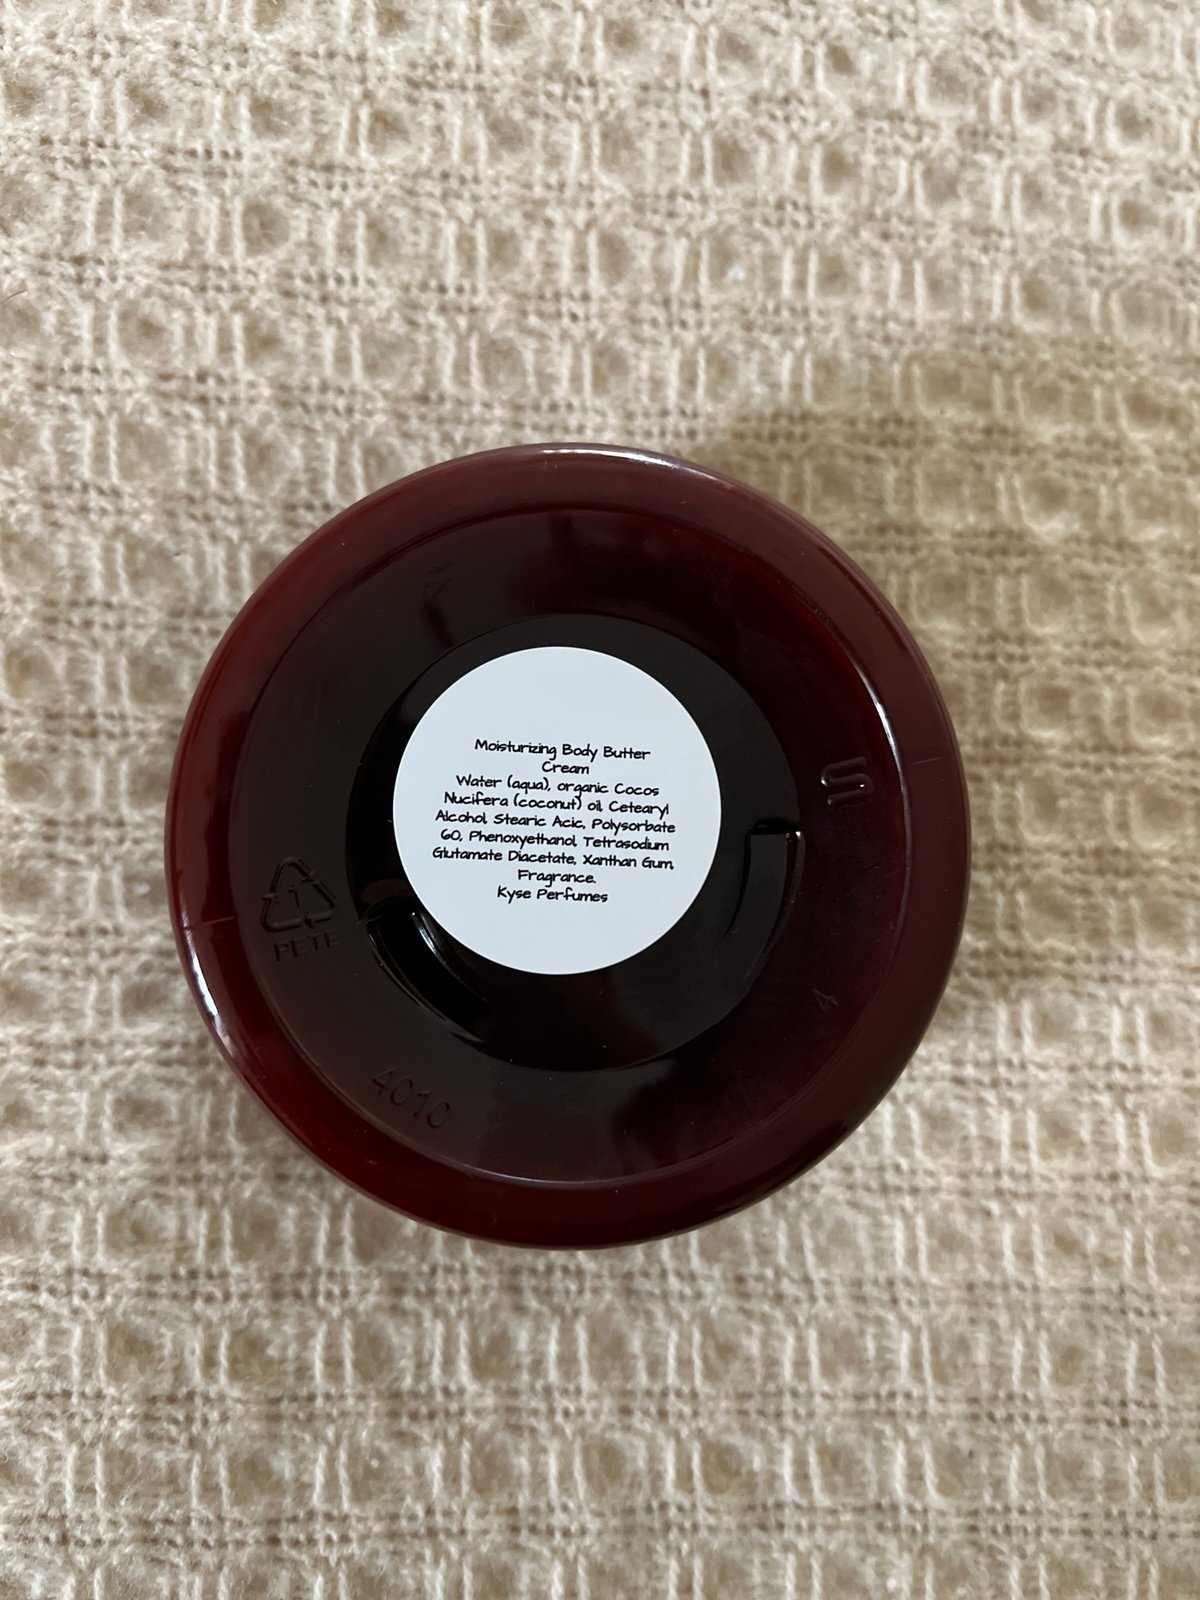 Moisturizing Body Butter
Cream
Water (aqua), organic Cocos
Nucifera (coconut) oil, Cetearyl
Alcohol, Stearic Acic, Polysorbate
60, Phenoxyethanol, Tetrasodium
Glutamate Diacetate, Xanthan Gum,
Fragrance.
Kyse Perfumes
1
PETE
4010
4